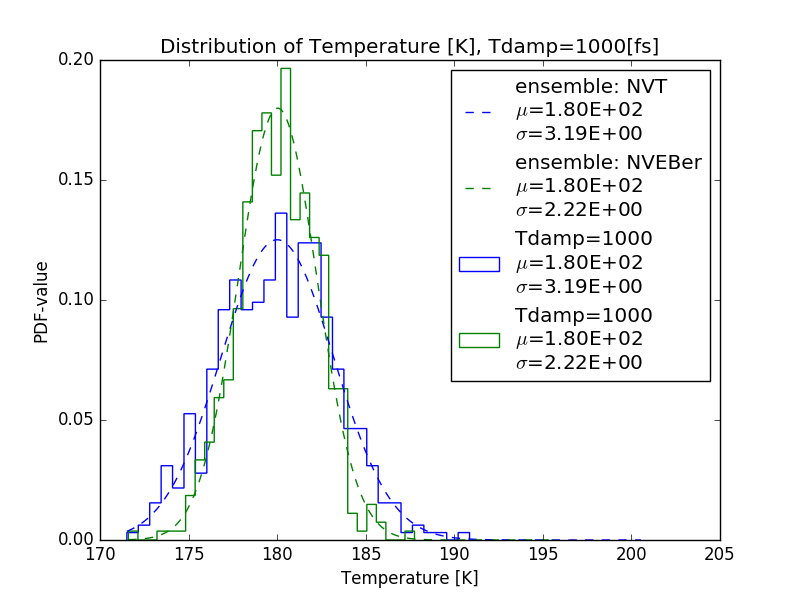 Distribution of Temperature [K], Tdamp=1000[fs]
0.20
0.15
0.10
0.05
0.00
PDF-value
ensemble: NVT
μ=1.80E+02
σ=3.19E+00
ensemble: NVEBer
μ=1.80E+02
σ=2.22E+00
Tdamp=1000
μ=1.80E+02
σ=3.19E+00
Tdamp=1000
μ=1.80E+02
σ=2.22E+00
170 175 180 185 190 195 200 205
Temperature [K]